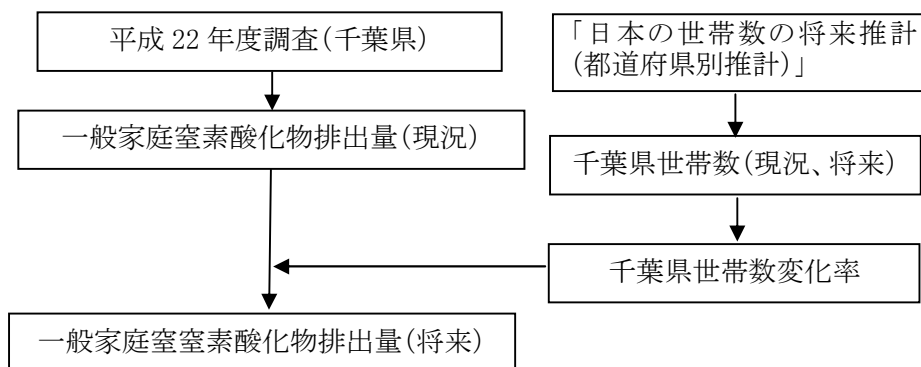 平成 22 年度調査(千葉県)
「日本の世帯数の将来推計
(都道府県別推計)」
一般家庭窒素酸化物排出量(現況)
千葉県世帯数(現況、将来)
千葉県世帯数変化率
一般家庭窒窒素酸化物排出量(将来)